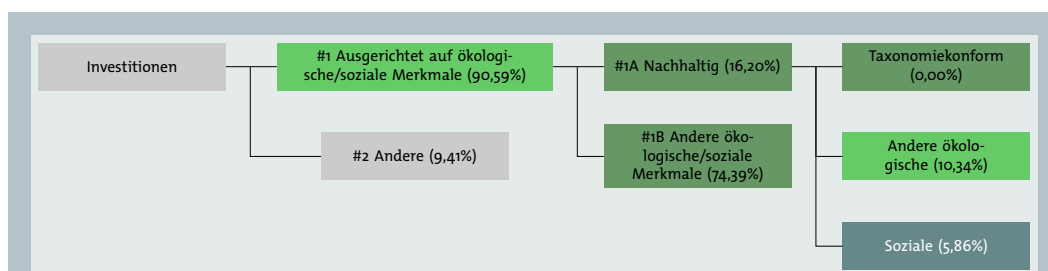 Investitionen
#1 Ausgerichtet auf ökologi-
sche/soziale Merkmale (90,59%)
#1A Nachhaltig (16,20%)
Taxonomiekonform
(0,00%)
#2 Andere (9,41%)
#1B Andere öko-
logische/soziale
Merkmale (74,39%)
Andere ökolo-
gische (10,34%)
Soziale (5,86%)